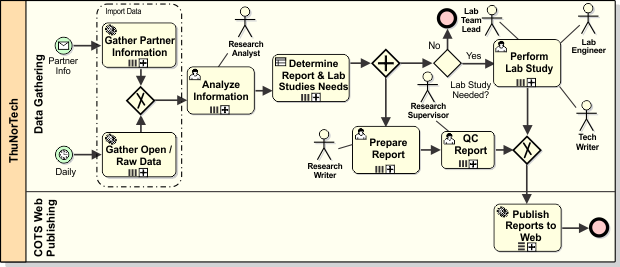 ThuNorTech
Data Gathering
COTS Web
Publishing
Import Data
Partner
Info
Gather Partner
Information
Daily
Gather Open /
Raw Data
Research
Analyst
Analyze
Information
Determine
Report & Lab
Studies Needs
No
Yes
Lab Study
Needed?
Lab
Team
Lead
Perform
Lab Study
Lab
Engineer
Tech
Writer
Research
Supervisor
Research
Writer
Prepare
Report
QC
Report
Publish
Reports to
Web